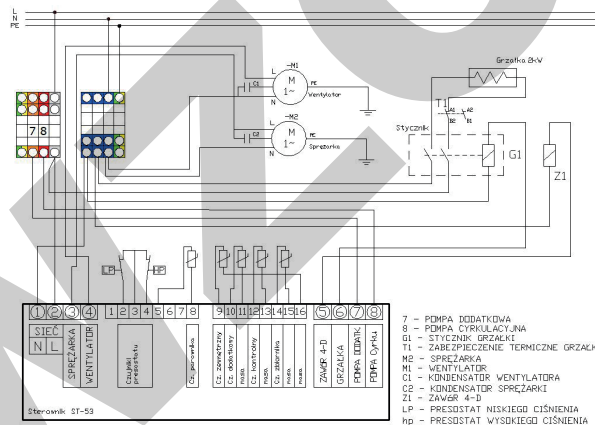 L
N
PE
-M1
L
C1
M
1~
PE
Wentylator
N
-M2
L
C2
M
1~
PE
Sprężarka
N
Grzałka 2kW
T1
A1
A2
B2
B1
Stycznik
G1
Z1
7 8
LP
HP
1 2 3 4
1 2 3 4 5 6 7 8
9 10 11 12 13 14 15 16
5 6 7 8
SIEĆ
N L
SPRĘŻARKA
WENTYLATOR
Czujniki
presostatu
Cz. parownika
Cz. zewnętrzny
Cz. dodatkowy
masa
Cz. kontrolny
masa
Cz. zbiornika
masa
masa
ZAWÓR 4-D
GRZAŁKA
POMPA DODATK.
POMPA Cyrku
Sterownik ST-53
7 - POMPA DODATKOWA
8 - POMPA CYRKULACYJNA
G1 - STYCZNIK GRZAŁKI
T1 - ZABEZPIECZENIE TERMICZNE GRZAŁK
M2 - SPRĘŻARKA
M1 - WENTYLATOR
C1 - KONDENSATOR WENTYLATORA
C2 - KONDENSATOR SPRĘŻARKI
Z1 - ZAWóR 4-D
LP - PRESOSTAT NISKIEGO CIŚNIENIA
hp - PRESOSTAT WYSOKIEGO CIŚNIENIA